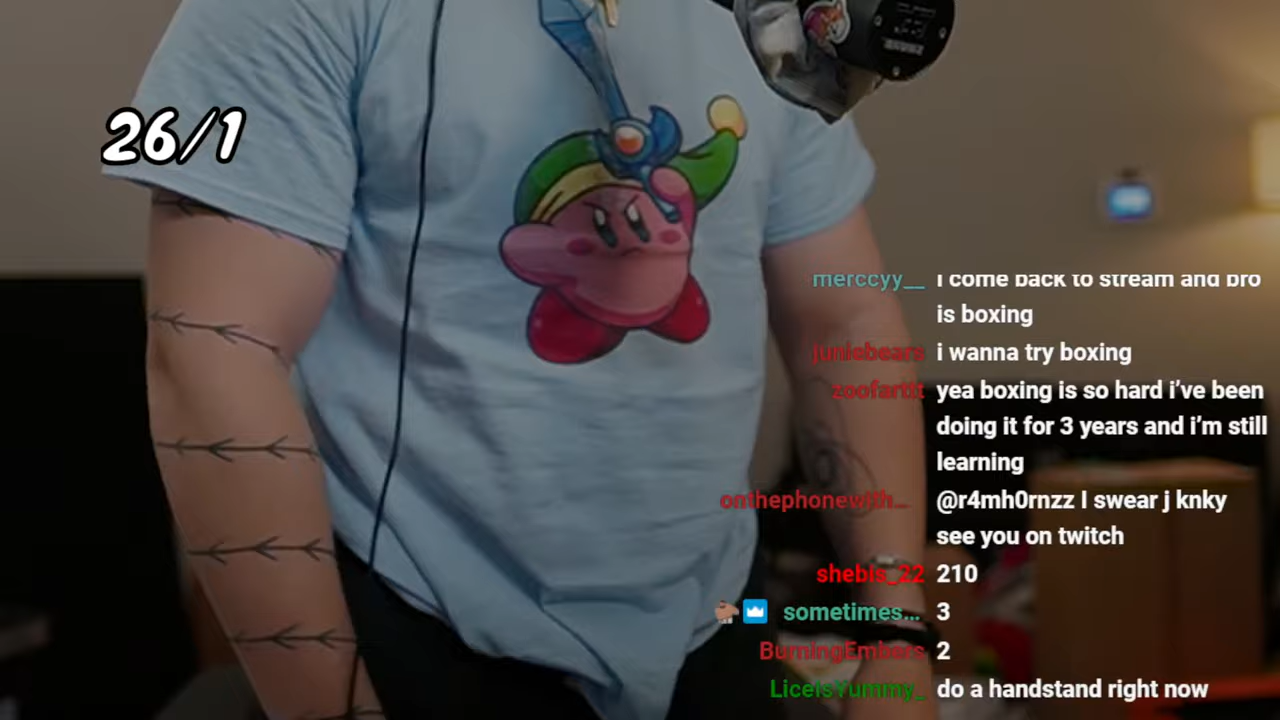 26/1
merccyy__ i come back to stream and bro
is boxing
juniebears i wanna try boxing
zoofarttt yea boxing is so hard i've been
doing it for 3 years and i'm still
learning
onthephonewith... @r4mh0rnzz I swear j knky
see you on twitch
shebis_22 210
sometimes... 3
BurningEmbers 2
LiceIsYummy_ do a handstand right now